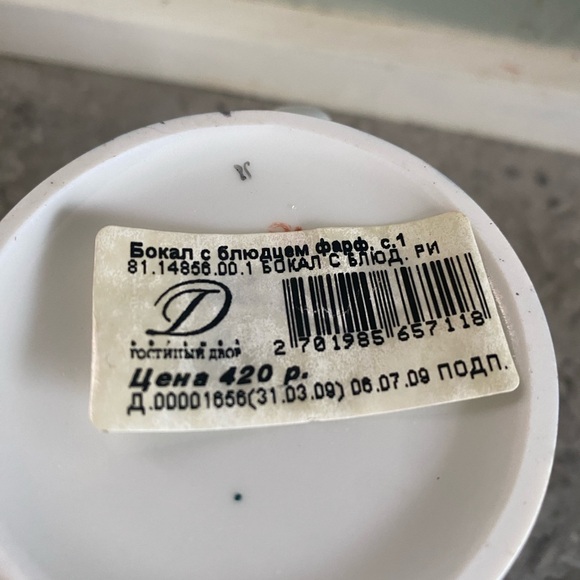 Бокал с блюдцем фарф. с.1
81.14856.00.1 БОКАЛ С БЛЮД. РИ
ГОСТИНЫЙ ДВОР
2 701985 657118
Цена 420 р.
Д.00001656(31.03.09) 06.07.09 ПОДП.